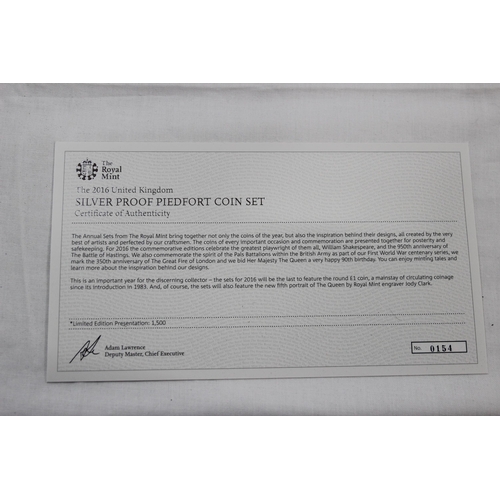 The
Royal
Mint
The 2016 United Kingdom
SILVER PROOF PIEDFORT COIN SET
Certificate of Authenticity
The Annual Sets from The Royal Mint bring together not only the coins of the year, but also the inspiration behind their designs, all created by the very
best of artists and perfected by our craftsmen. The coins of every important occasion and commemoration are presented together for posterity and
safekeeping. For 2016 the commemorative editions celebrate the greatest playwright of them all, William Shakespeare, and the 950th anniversary of
The Battle of Hastings. We also commemorate the spirit of the Pals Battalions within the British Army as part of our First World War centenary series, we
mark the 350th anniversary of The Great Fire of London and we bid Her Majesty The Queen a very happy 90th birthday. You can enjoy minting tales and
learn more about the inspiration behind our designs.
This is an important year for the discerning collector – the sets for 2016 will be the last to feature the round £1 coin, a mainstay of circulating coinage
since its introduction in 1983. And, of course, the sets will also feature the new fifth portrait of The Queen by Royal Mint engraver Jody Clark.
*Limited Edition Presentation: 1,500
Adam Lawrence
Deputy Master, Chief Executive
No. 0154